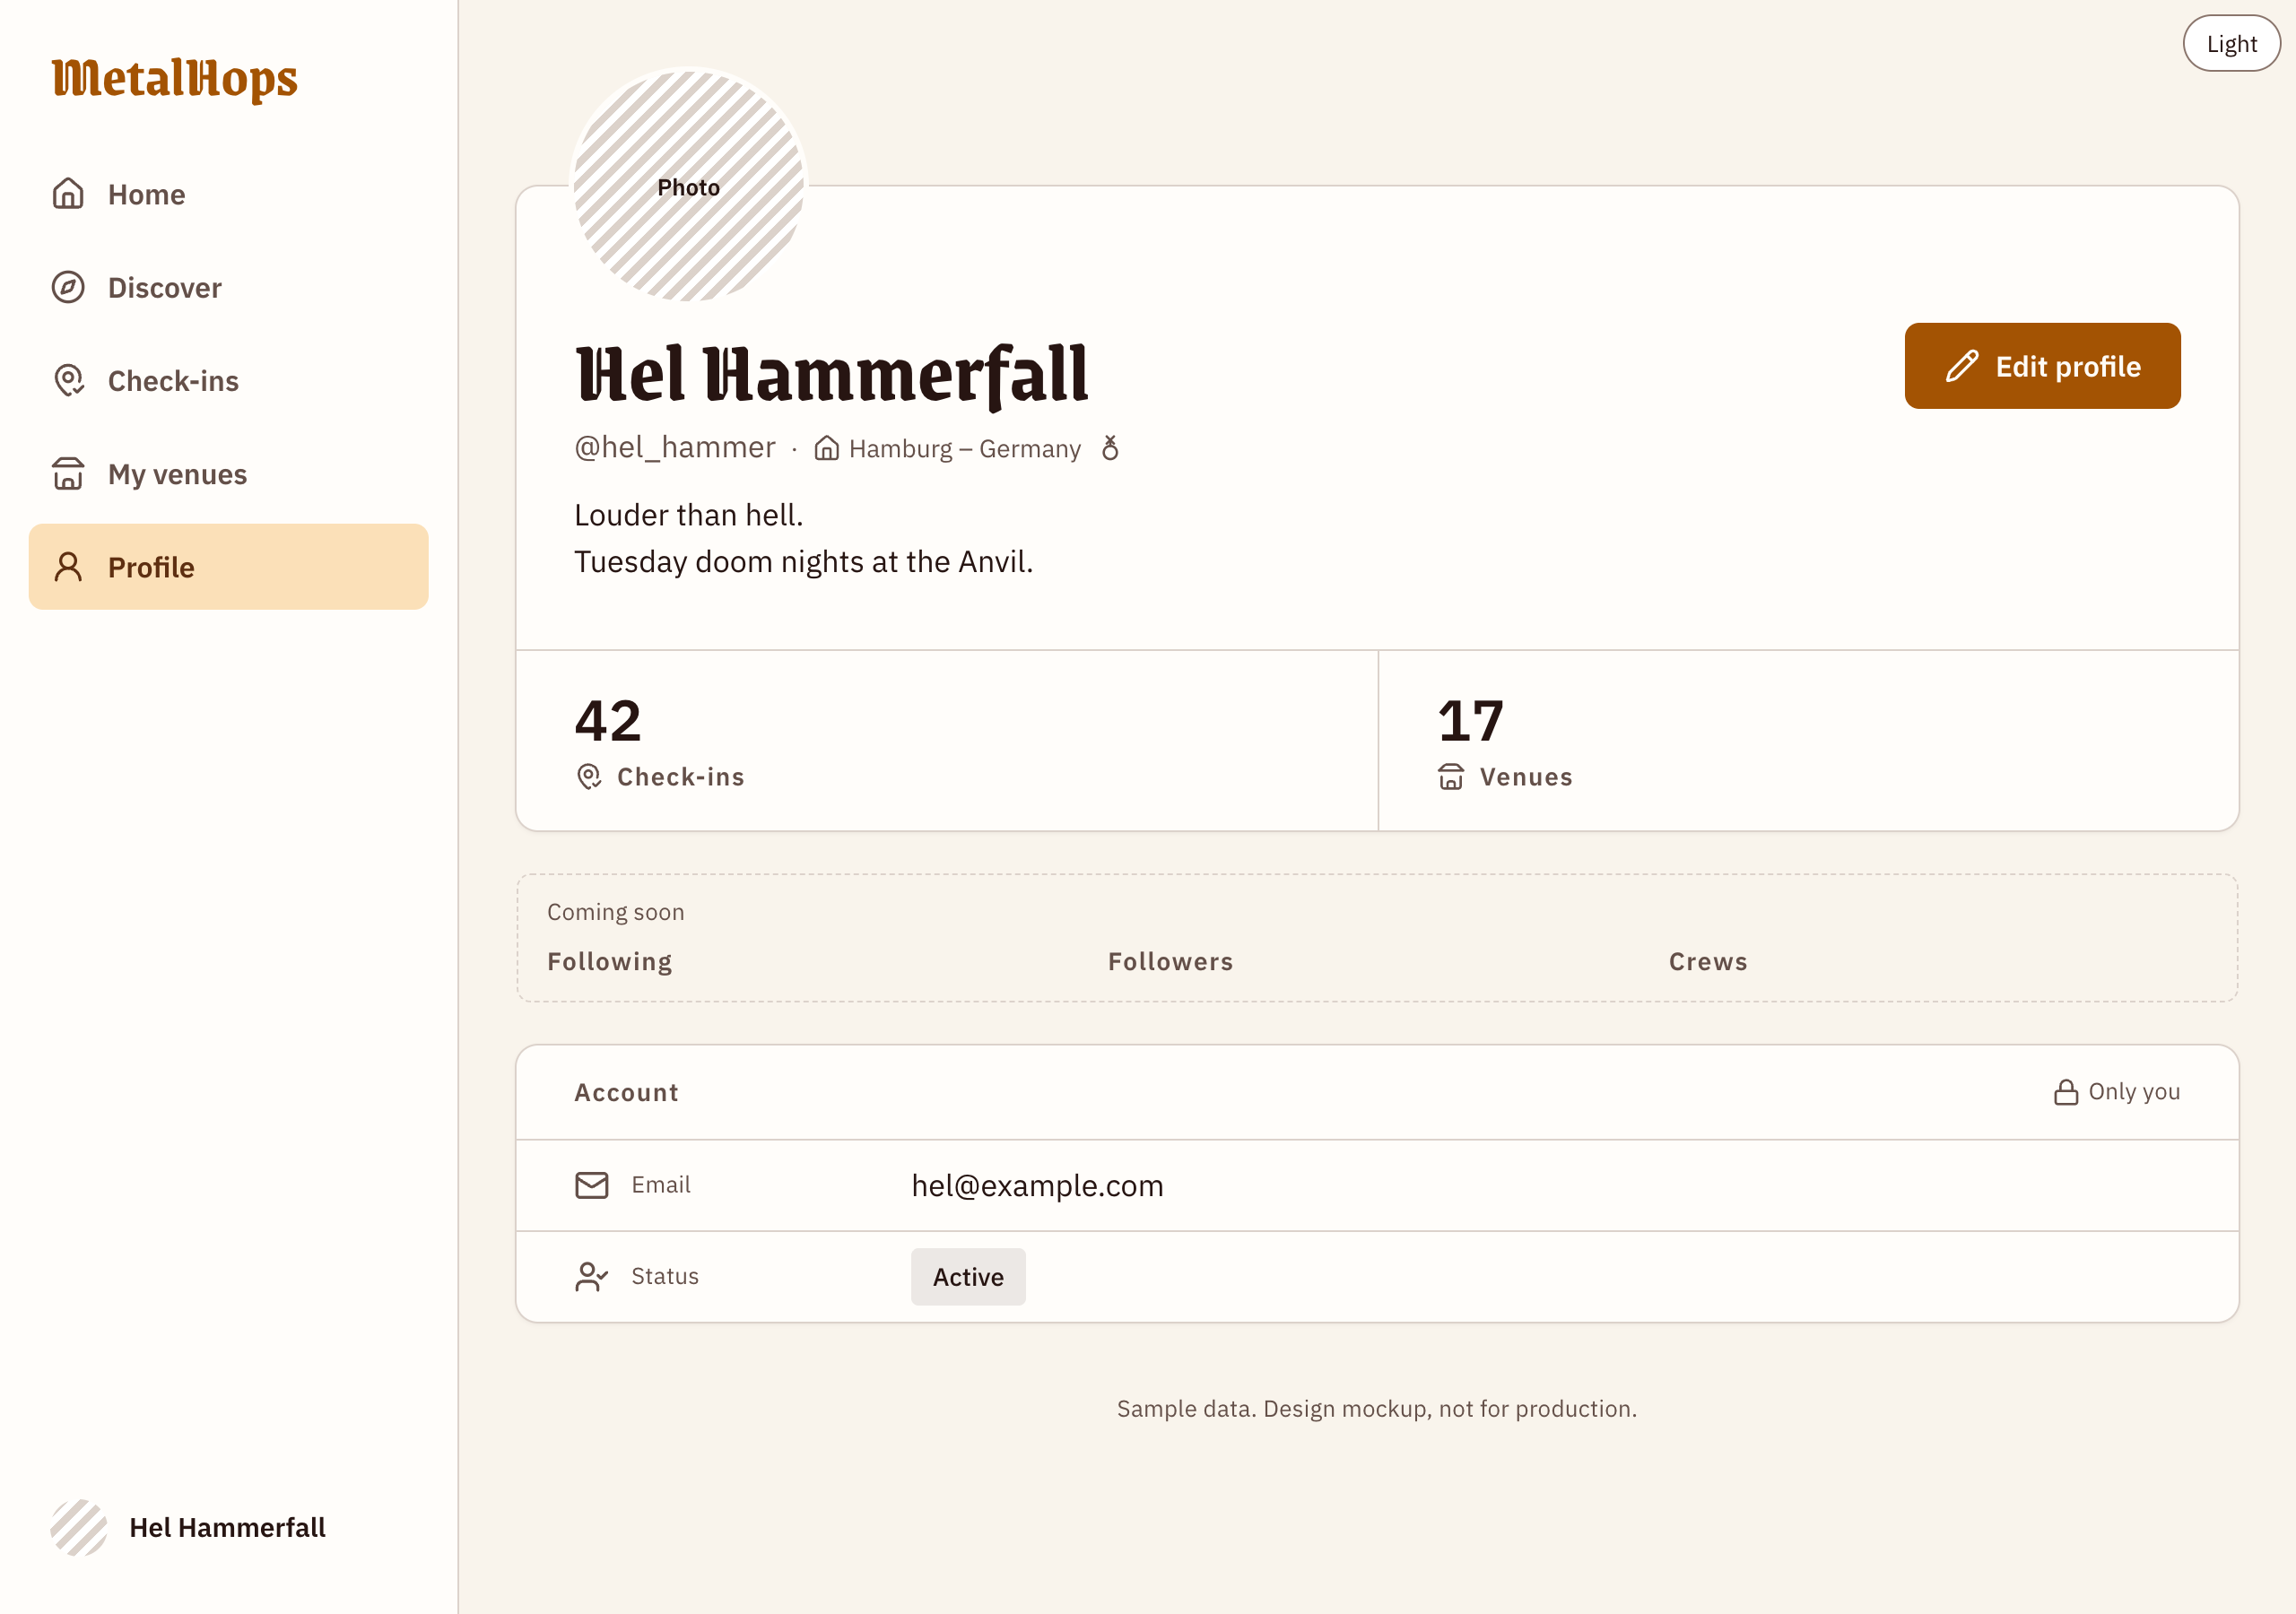 MetalHops
Home
Discover
Check-ins
My venues
Profile
Hel Hammerfall
Light
Photo
Hel Hammerfall
Edit profile
@hel_hammer · Hamburg – Germany
Louder than hell.
Tuesday doom nights at the Anvil.
42
Check-ins
17
Venues
Coming soon
Following
Followers
Crews
Account
Only you
Email
hel@example.com
Status
Active
Sample data. Design mockup, not for production.